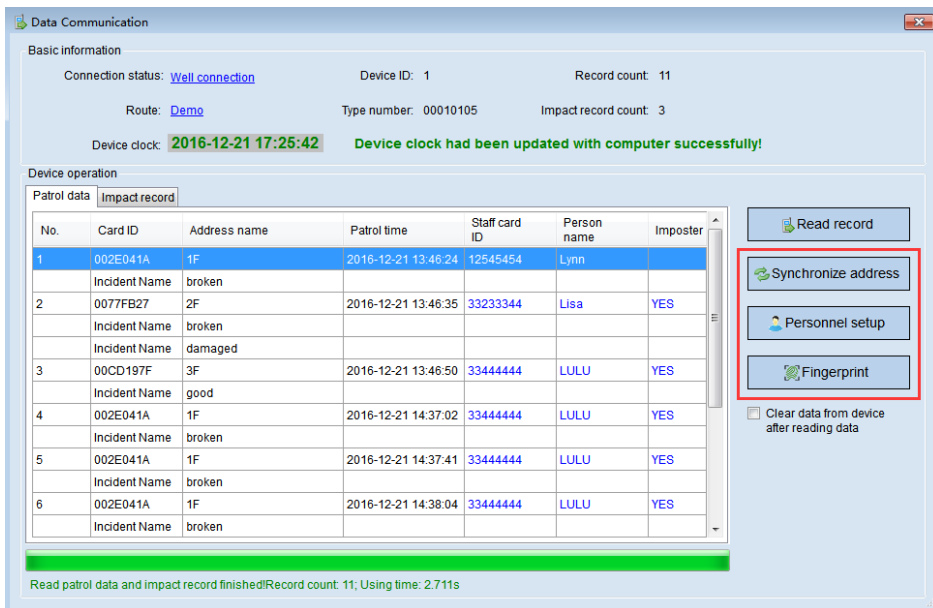 Data Communication
Basic information
Connection status: Well connection Device ID: 1 Record count: 11
Route: Demo Type number: 00010105 Impact record count: 3
Device clock: 2016-12-21 17:25:42 Device clock had been updated with computer successfully!
Device operation
Patrol data Impact record
No. Card ID Address name Patrol time Staff card ID Person name Imposter
1 002E041A 1F 2016-12-21 13:46:24 12545454 Lynn
Incident Name broken
2 0077FB27 2F 2016-12-21 13:46:35 33233344 Lisa YES
Incident Name broken
Incident Name damaged
3 00CD197F 3F 2016-12-21 13:46:50 33444444 LULU YES
Incident Name good
4 002E041A 1F 2016-12-21 14:37:02 33444444 LULU YES
Incident Name broken
5 002E041A 1F 2016-12-21 14:37:41 33444444 LULU YES
Incident Name broken
6 002E041A 1F 2016-12-21 14:38:04 33444444 LULU YES
Incident Name broken
Read record
Synchronize address
Personnel setup
Fingerprint
Clear data from device
after reading data
Read patrol data and impact record finished!Record count: 11; Using time: 2.711s